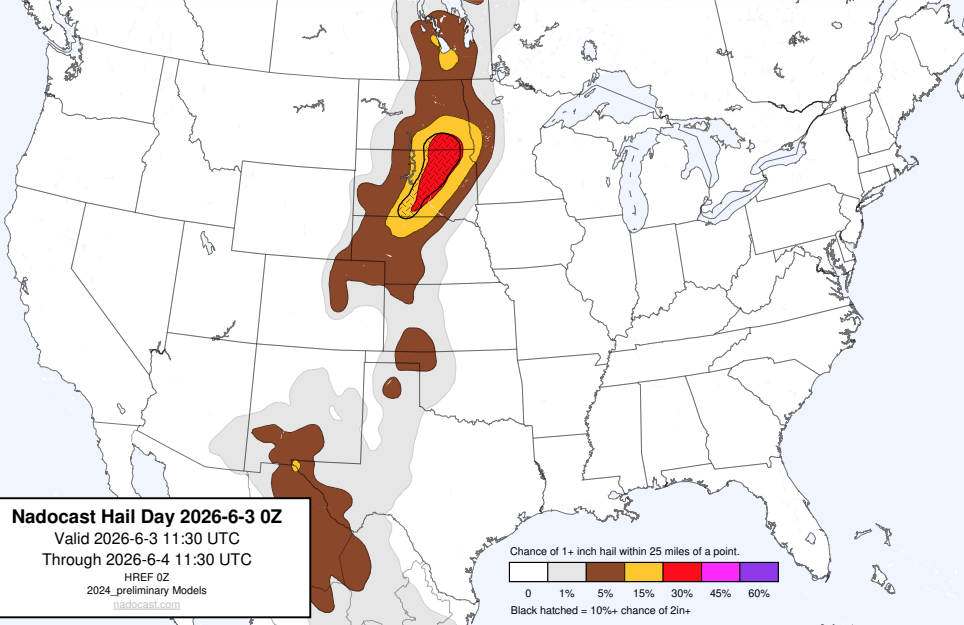 Nadocast Hail Day 2026-6-3 0Z
Valid 2026-6-3 11:30 UTC
Through 2026-6-4 11:30 UTC
HREF 0Z
2024_preliminary Models
nadocast.com
Chance of 1+ inch hail within 25 miles of a point.
0 1% 5% 15% 30% 45% 60%
Black hatched = 10%+ chance of 2in+